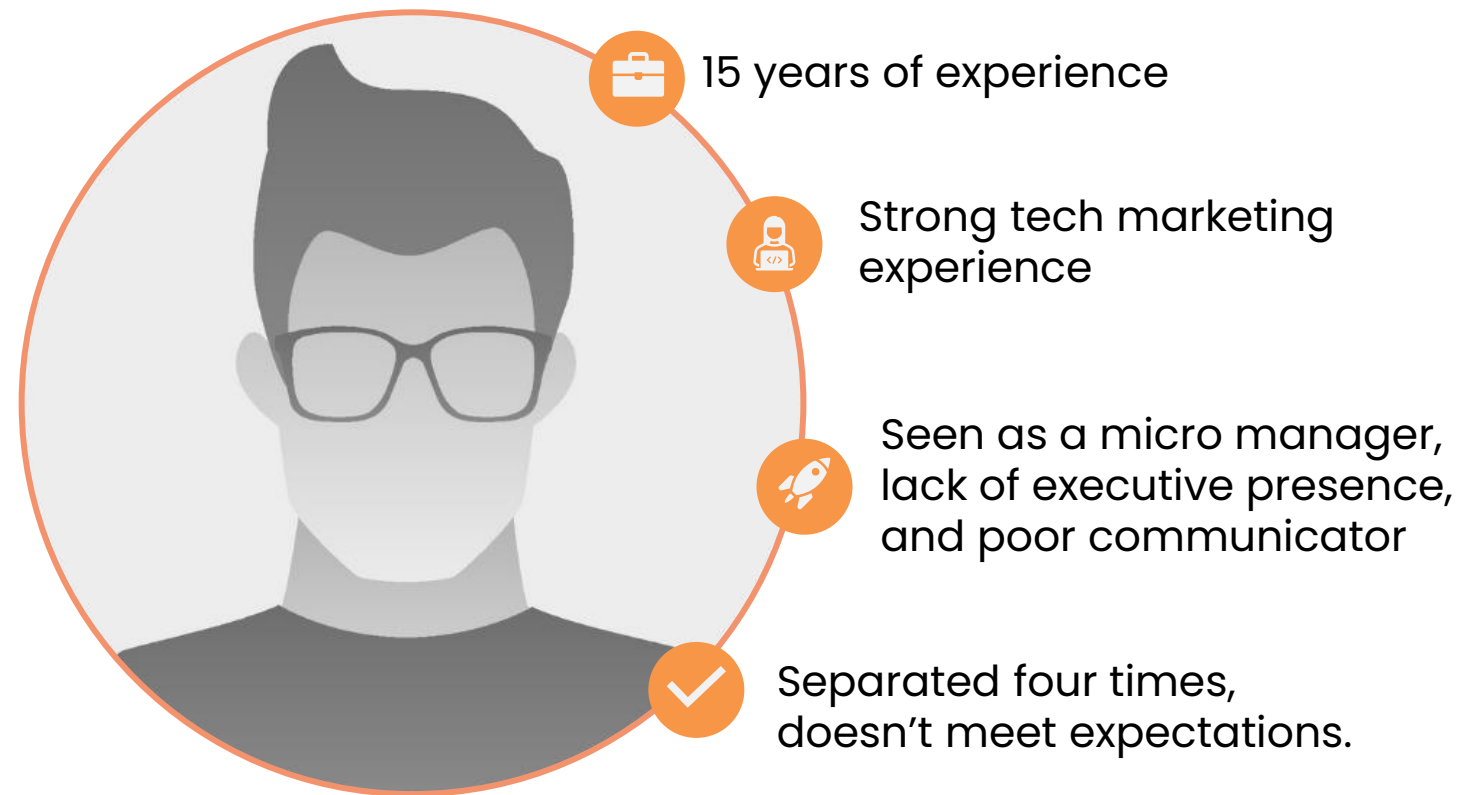 15 years of experience
Strong tech marketing
experience
</>
Seen as a micro manager,
lack of executive presence,
and poor communicator
Separated four times,
doesn’t meet expectations.